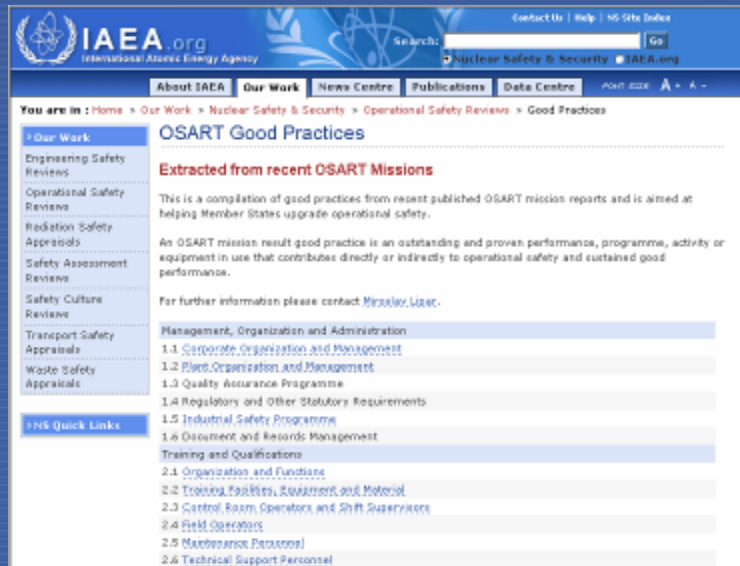 Contact Us | Help | NS Site Index
IAEA.org
International Atomic Energy Agency
Search: Go
Nuclear Safety & Security IAEA.org
About IAEA Our Work News Centre Publications Data Centre FONT SIZE A + A -
You are in : Home » Our Work » Nuclear Safety & Security » Operational Safety Reviews » Good Practices
› Our Work
Engineering Safety
Reviews
Operational Safety
Reviews
Radiation Safety
Appraisals
Safety Assessment
Reviews
Safety Culture
Reviews
Transport Safety
Appraisals
Waste Safety
Appraisals
› NS Quick Links
OSART Good Practices
Extracted from recent OSART Missions
This is a compilation of good practices from recent published OSART mission reports and is aimed at
helping Member States upgrade operational safety.
An OSART mission result good practice is an outstanding and proven performance, programme, activity or
equipment in use that contributes directly or indirectly to operational safety and sustained good
performance.
For further information please contact Miroslav Lipar.
Management, Organization and Administration
1.1 Corporate Organization and Management
1.2 Plant Organization and Management
1.3 Quality Assurance Programme
1.4 Regulatory and Other Statutory Requirements
1.5 Industrial Safety Programme
1.6 Document and Records Management
Training and Qualifications
2.1 Organization and Functions
2.2 Training Facilities, Equipment and Material
2.3 Control Room Operators and Shift Supervisors
2.4 Field Operators
2.5 Maintenance Personnel
2.6 Technical Support Personnel